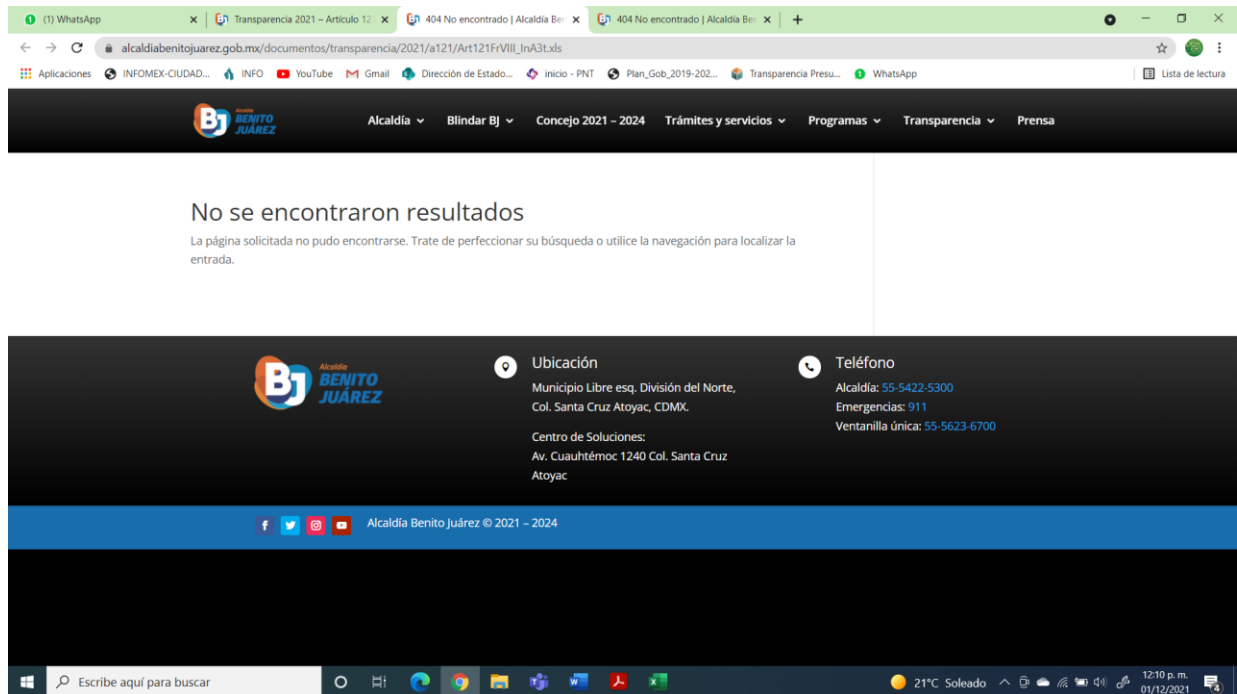 (1) WhatsApp
Transparencia 2021 – Artículo 12
404 No encontrado | Alcaldía Ber
404 No encontrado | Alcaldía Ber
alcaldiabenitojuarez.gob.mx/documentos/transparencia/2021/a121/Art121FrVIII_InA3t.xls
Aplicaciones INFOMEX-CIUDAD... INFO YouTube Gmail Dirección de Estado... inicio - PNT Plan_Gob_2019-202... Transparencia Presu... WhatsApp Lista de lectura
BJ Alcaldía BENITO JUÁREZ
Alcaldía Blindar BJ Concejo 2021 – 2024 Trámites y servicios Programas Transparencia Prensa
No se encontraron resultados
La página solicitada no pudo encontrarse. Trate de perfeccionar su búsqueda o utilice la navegación para localizar la
entrada.
BJ Alcaldía
BENITO
JUÁREZ
Ubicación
Municipio Libre esq. División del Norte,
Col. Santa Cruz Atoyac, CDMX.
Centro de Soluciones:
Av. Cuauhtémoc 1240 Col. Santa Cruz
Atoyac
Teléfono
Alcaldía: 55-5422-5300
Emergencias: 911
Ventanilla única: 55-5623-6700
Alcaldía Benito Juárez © 2021 – 2024
Escribe aquí para buscar
21°C Soleado
12:10 p. m.
01/12/2021
4